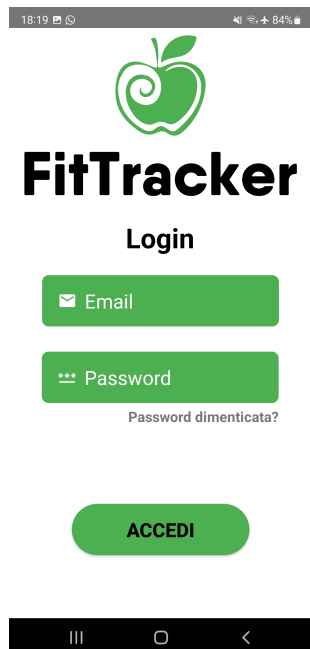 18:19 84%
FitTracker
Login
Email
*** Password
Password dimenticata?
ACCEDI